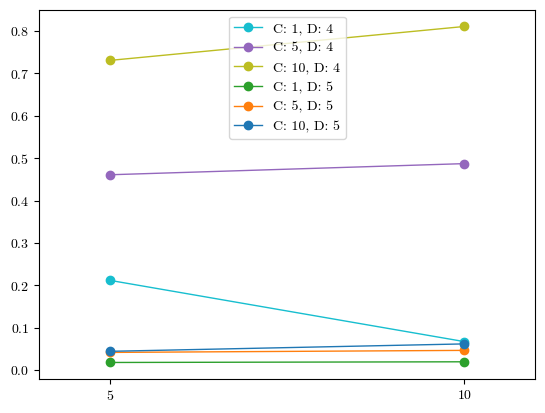 0.8
0.7
0.6
0.5
0.4
0.3
0.2
0.1
0.0
5
10
C: 1, D: 4
C: 5, D: 4
C: 10, D: 4
C: 1, D: 5
C: 5, D: 5
C: 10, D: 5